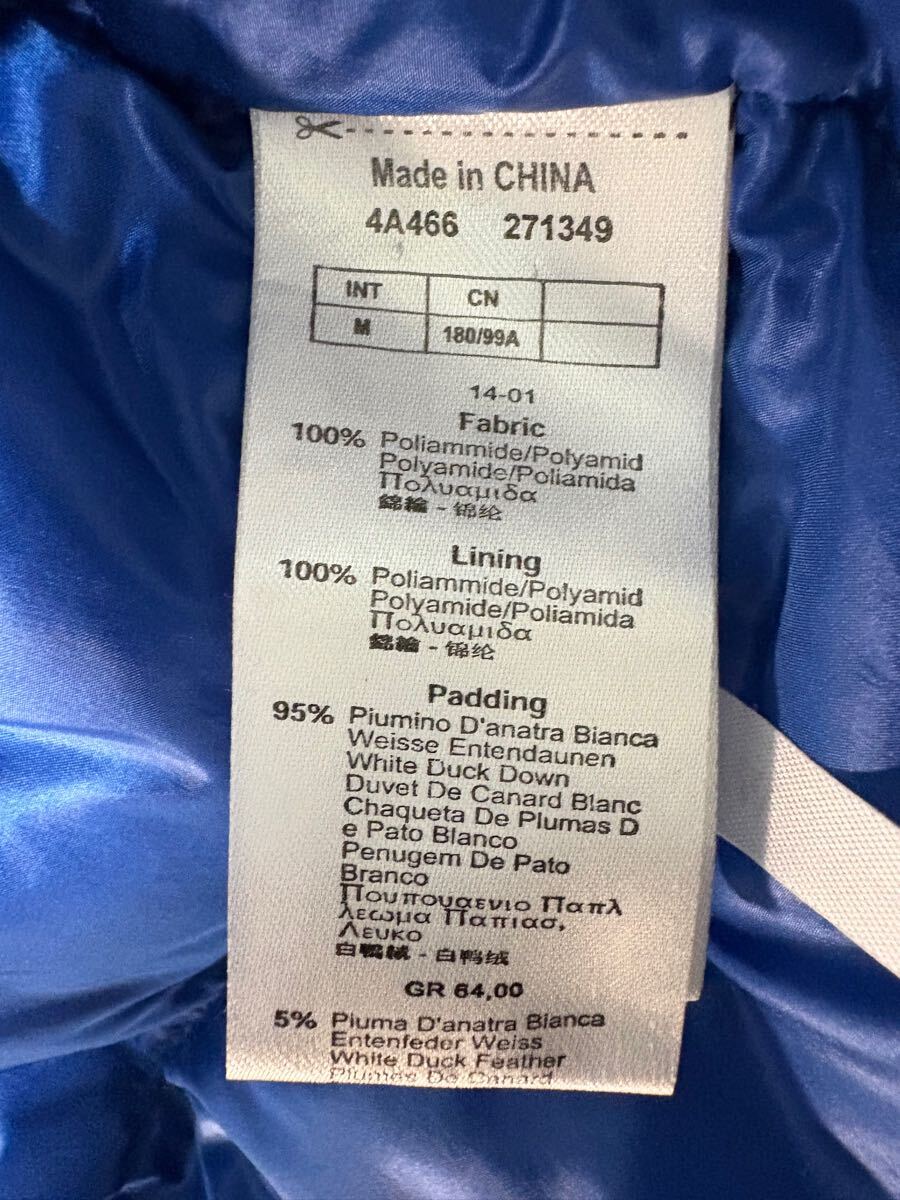 Made in CHINA
4A466 271349
INT CN
M 180/99A
14-01
Fabric
100% Poliammide/Polyamid
Polyamide/Poliamida
Πολυαμιδα
錦綸 - 锦纶
Lining
100% Poliammide/Polyamid
Polyamide/Poliamida
Πολυαμιδα
錦綸 - 锦纶
Padding
95% Piumino D'anatra Bianca
Weisse Entendaunen
White Duck Down
Duvet De Canard Blanc
Chaqueta De Plumas D
e Pato Blanco
Penugem De Pato
Branco
Πουπουαενιο Παπλ
λεωμα Παπιασ,
Λευκο
白鴨絨 - 白鸭绒
GR 64,00
5% Piuma D'anatra Bianca
Entenfeder Weiss
White Duck Feather
Plumes De Canard